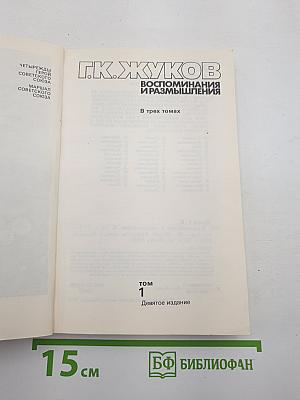 ЧЕТЫРЕЖДЫ
ГЕРОЙ
СОВЕТСКОГО
СОЮЗА
МАРШАЛ
СОВЕТСКОГО
СОЮЗА
Г.К.ЖУКОВ
ВОСПОМИНАНИЯ
И РАЗМЫШЛЕНИЯ
В трех томах
том
1
Девятое издание
15 см
БФ БИБЛИОФАН